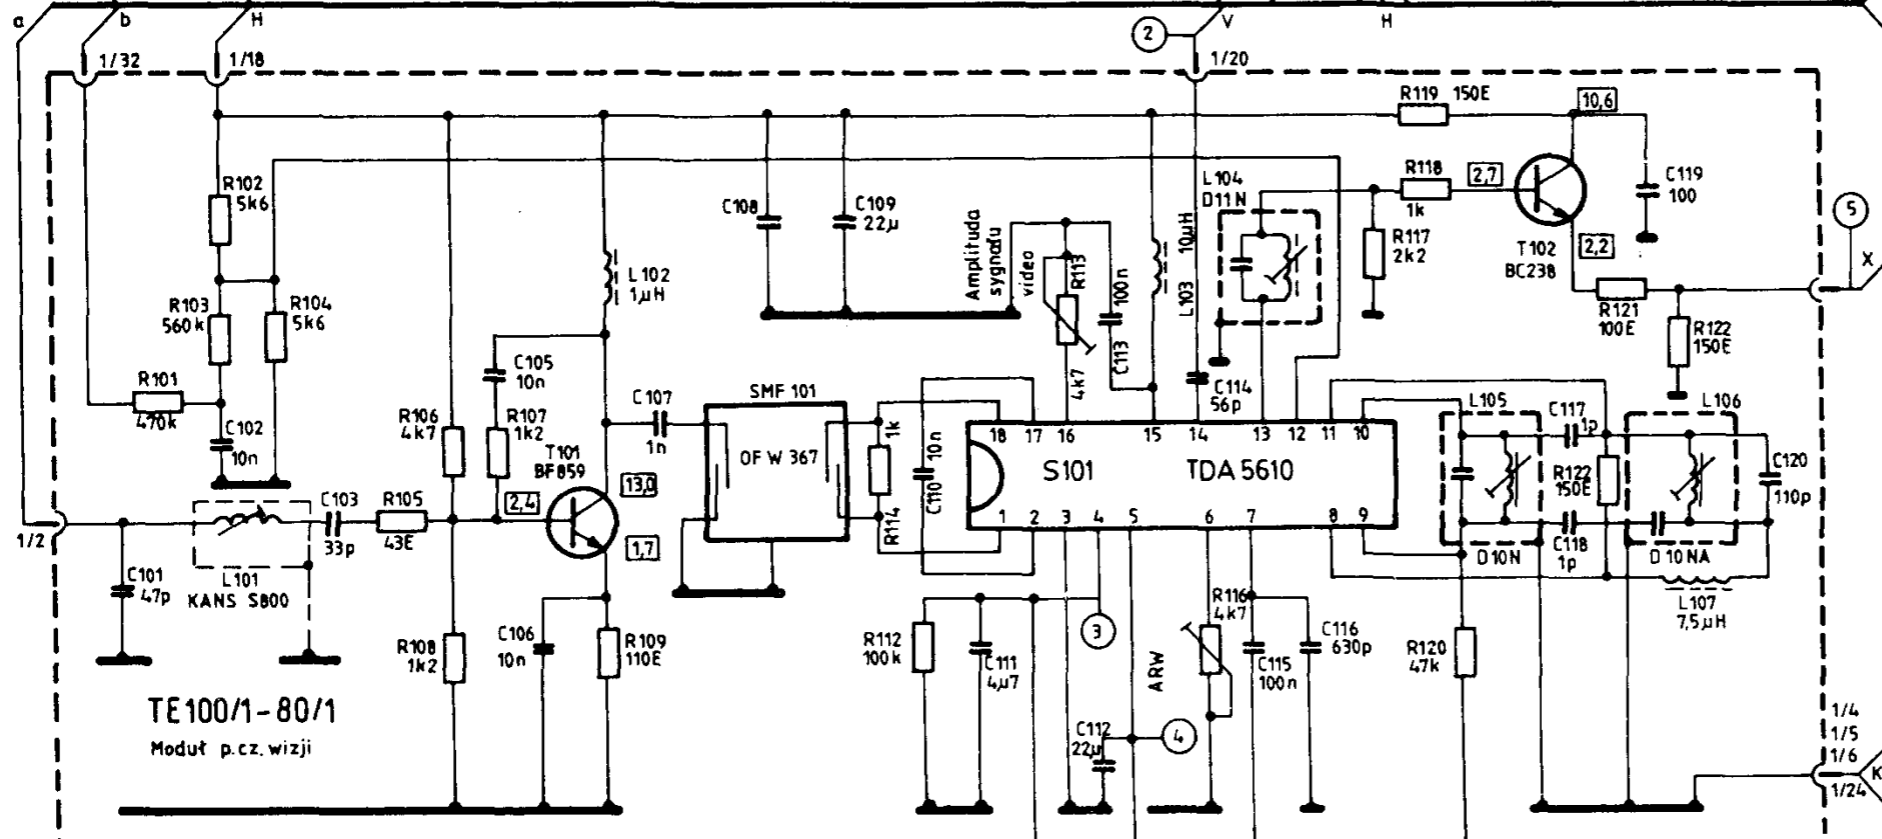 a
b
H
V
H
2
1/32
1/18
1/20
R119 150E
10,6
R102
5k6
R103
560k
R104
5k6
R101
470k
C102
10n
L102
1µH
C108
C109
22µ
Amplituda
sygnału
video
R113
4k7
100n
C113
L103 10µH
L104
D11N
R118
1k
2,7
R117
2k2
T102
BC238
2,2
C119
100
5
X
R121
100E
R122
150E
C105
10n
R106
4k7
R107
1k2
T101
BF859
13,0
2,4
1,7
C107
1n
SMF 101
OFW 367
1k
R114
10n
C110
C114
56p
18 17 16 15 14 13 12 11 10
S101
TDA 5610
1 2 3 4 5 6 7 8 9
L105
C117
1p
L106
R122
150E
C120
110p
D10N
C118
1p
D10NA
L107
7,5µH
1/2
C101
47p
L101
KANS S800
C103
33p
R105
43E
R108
1k2
C106
10n
R109
110E
R112
100k
C111
4µ7
3
C112
22µ
4
ARW
R116
4k7
C115
100n
C116
630p
R120
47k
TE100/1-80/1
Moduł p.cz. wizji
1/4
1/5
1/6
1/24
K